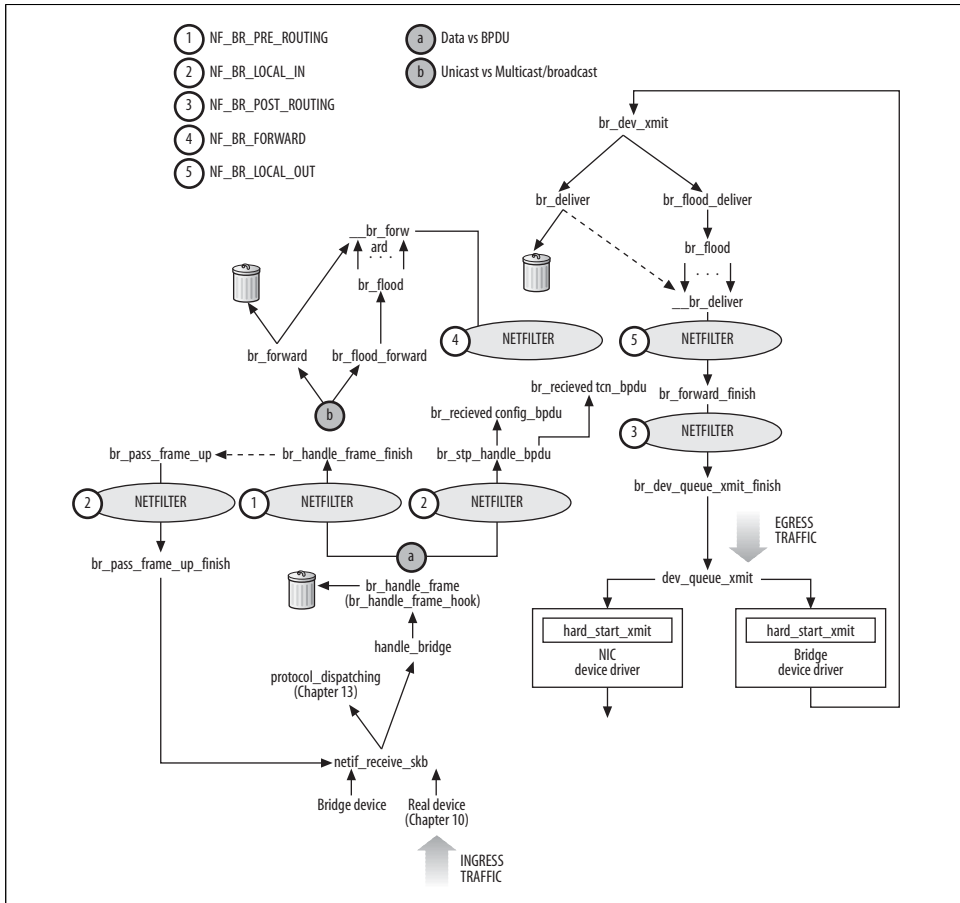 1 NF_BR_PRE_ROUTING
2 NF_BR_LOCAL_IN
3 NF_BR_POST_ROUTING
4 NF_BR_FORWARD
5 NF_BR_LOCAL_OUT
a Data vs BPDU
b Unicast vs Multicast/broadcast
br_dev_xmit
br_deliver
br_flood_deliver
br_flood
. . .
__br_deliver
5 NETFILTER
br_forward_finish
3 NETFILTER
br_dev_queue_xmit_finish
EGRESS
TRAFFIC
dev_queue_xmit
hard_start_xmit
NIC
device driver
hard_start_xmit
Bridge
device driver
__br_forw
ard
. . .
br_flood
br_forward
br_flood_forward
4 NETFILTER
b
br_recieved tcn_bpdu
br_recieved config_bpdu
br_pass_frame_up
br_handle_frame_finish
br_stp_handle_bpdu
2 NETFILTER
1 NETFILTER
2 NETFILTER
a
br_pass_frame_up_finish
br_handle_frame
(br_handle_frame_hook)
handle_bridge
protocol_dispatching
(Chapter 13)
netif_receive_skb
Bridge device
Real device
(Chapter 10)
INGRESS
TRAFFIC